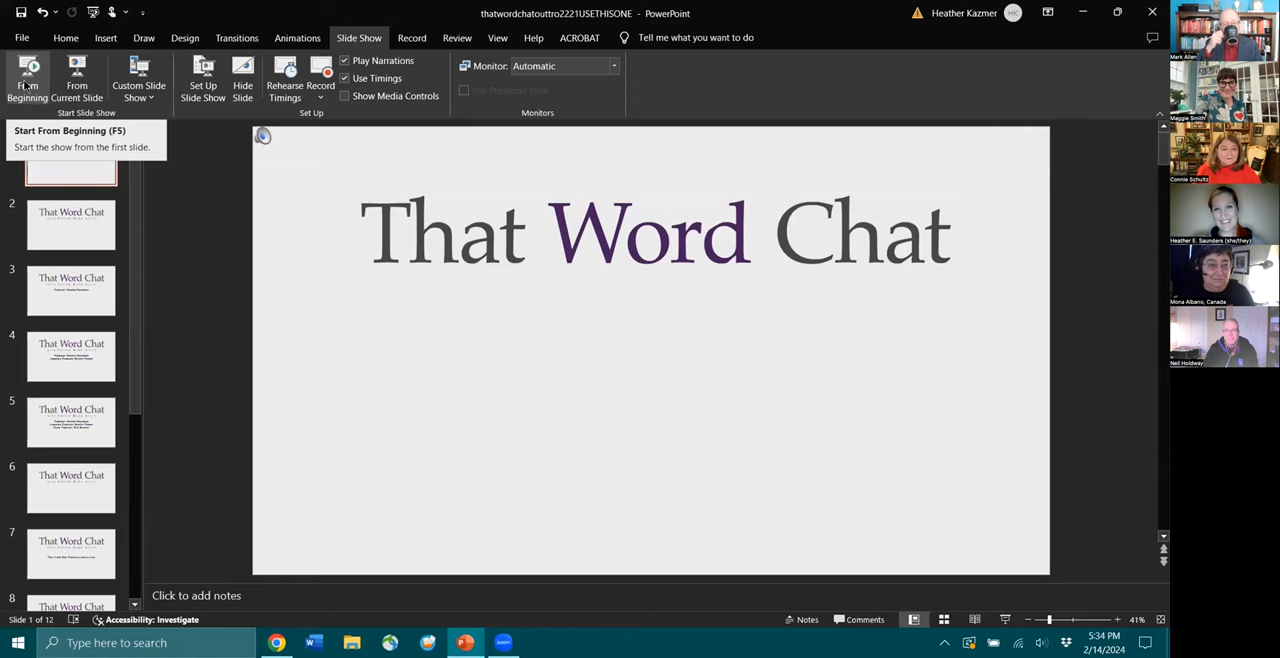 thatwordchatouttro2221USETHISONE - PowerPoint
Heather Kazmer
HK
File
Home
Insert
Draw
Design
Transitions
Animations
Slide Show
Record
Review
View
Help
ACROBAT
Tell me what you want to do
From
Beginning
From
Current Slide
Custom Slide
Show
Start Slide Show
Set Up
Slide Show
Hide
Slide
Rehearse
Timings
Record
Play Narrations
Use Timings
Show Media Controls
Set Up
Monitor:
Automatic
Use Presenter View
Monitors
Start From Beginning (F5)
Start the show from the first slide.
2
That Word Chat
3
That Word Chat
4
That Word Chat
5
That Word Chat
6
That Word Chat
7
That Word Chat
8
That Word Chat
That Word Chat
Click to add notes
Slide 1 of 12
Accessibility: Investigate
Notes
Comments
41%
Type here to search
5:34 PM
2/14/2024
Mark Allen
Maggie Smith
Connie Schultz
Heather E. Saunders (she/they)
Mona Albano, Canada
Neil Holdway